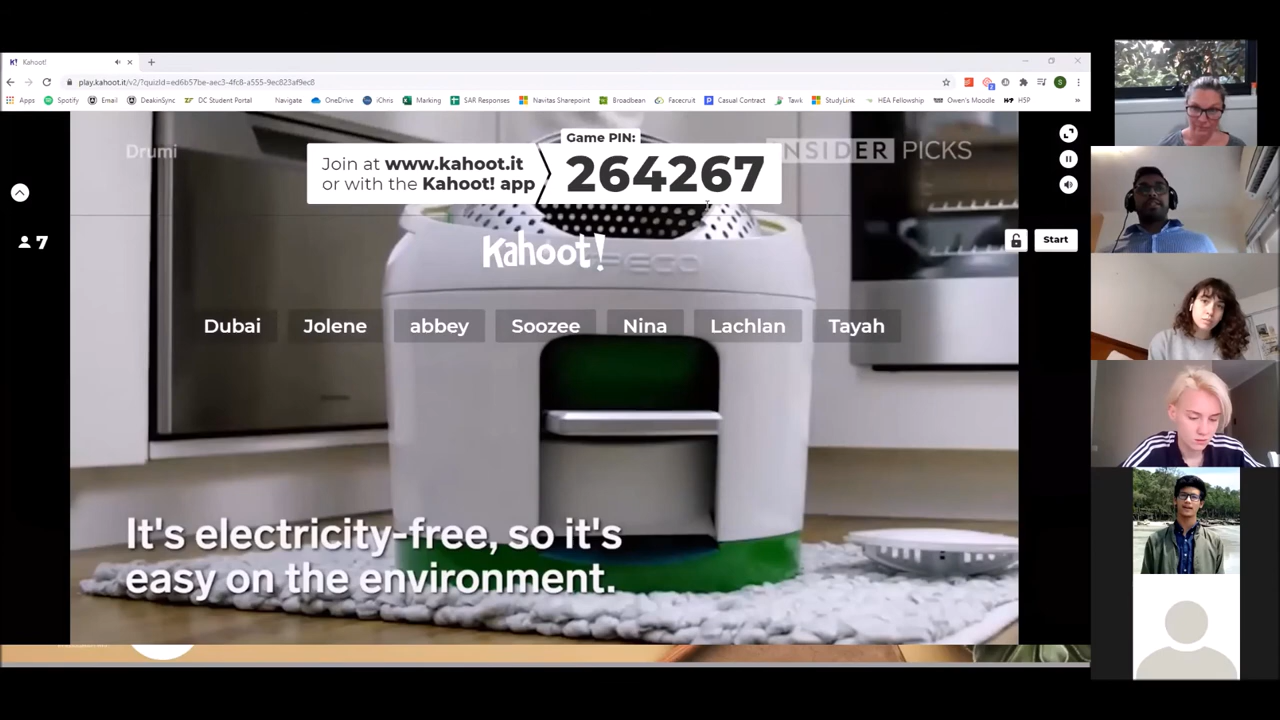 Kahoot!
play.kahoot.it/v2/?quizId=ed6b57be-aec3-4fc8-a555-9ec823af9ec8
Apps Spotify Email DeakinSync DC Student Portal Navigate OneDrive iChris Marking SAR Responses Navitas Sharepoint Broadbean Facecruit Casual Contract Tawk StudyLink HEA Fellowship Owen's Moodle H5P
Drumi
INSIDER PICKS
Game PIN:
Join at www.kahoot.it
or with the Kahoot! app
264267
7
Start
Kahoot!
Dubai Jolene abbey Soozee Nina Lachlan Tayah
It's electricity-free, so it's
easy on the environment.